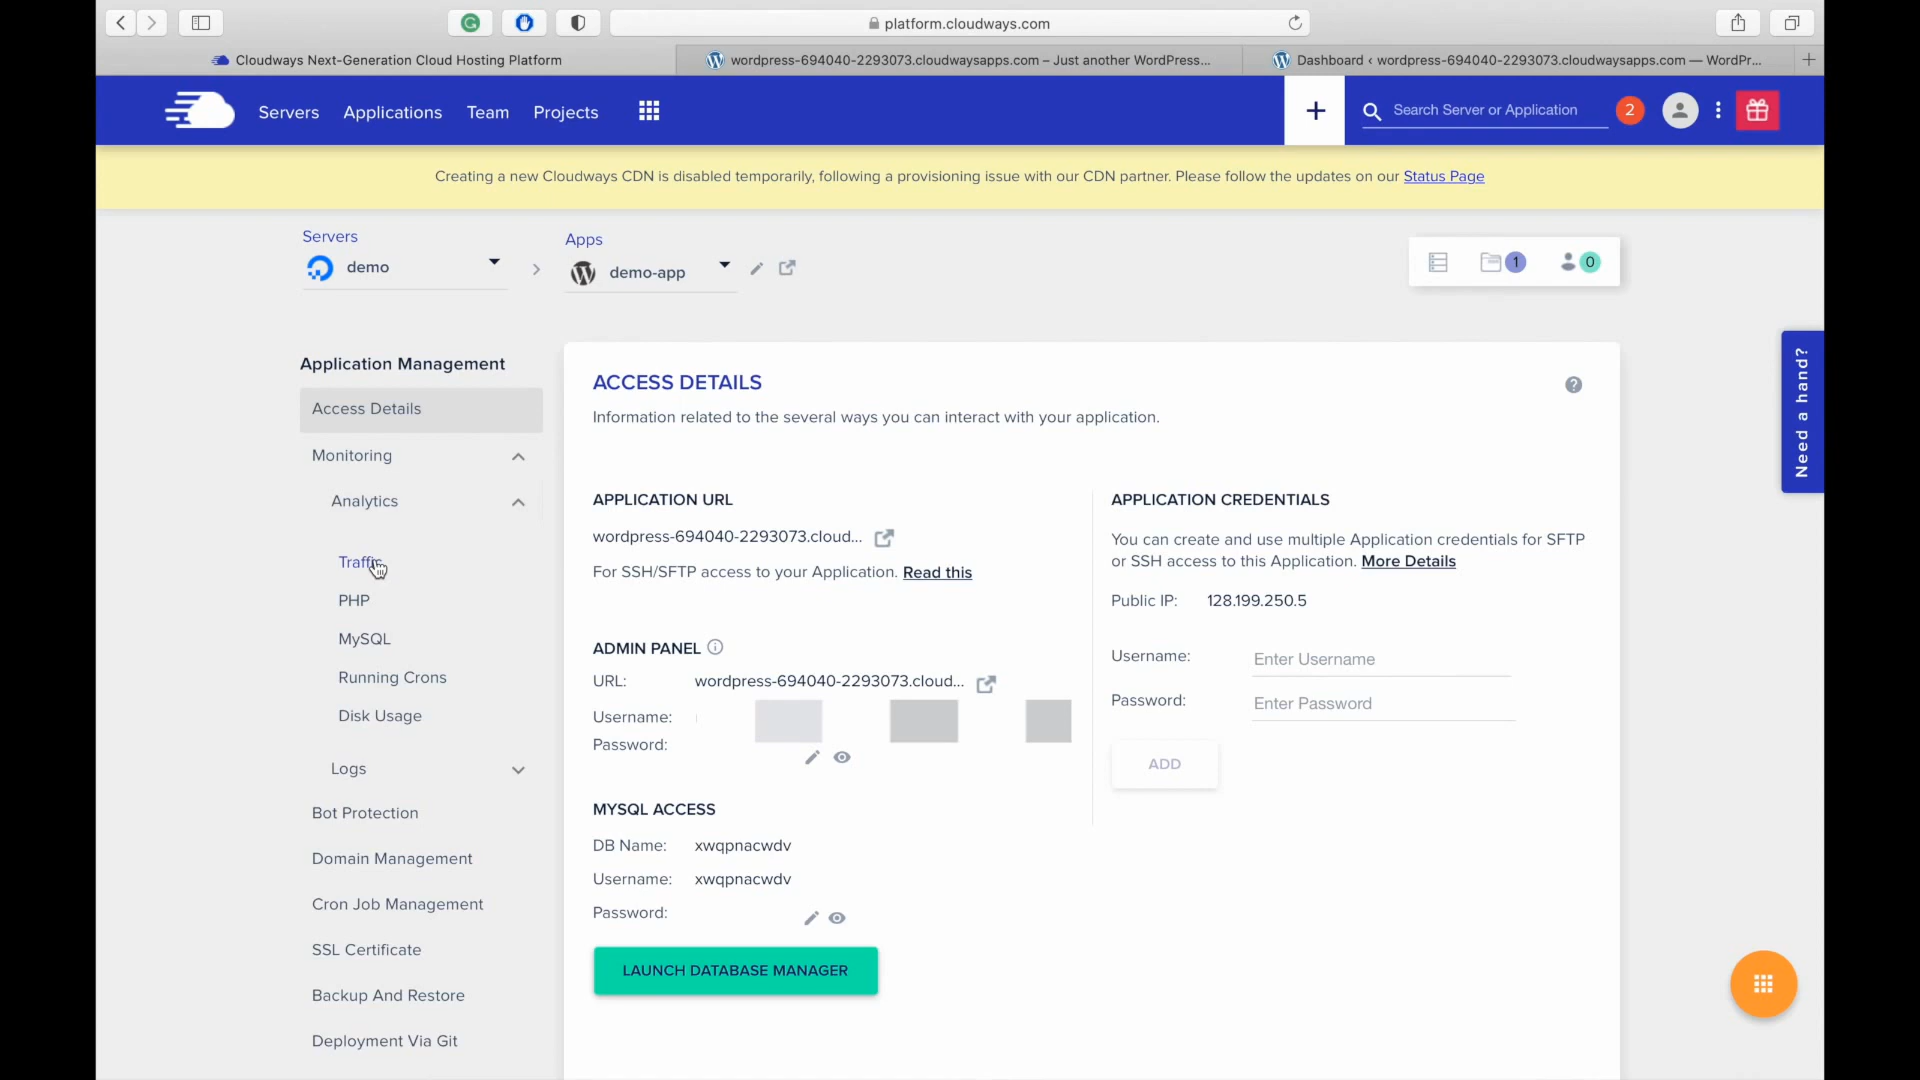 platform.cloudways.com
Cloudways Next-Generation Cloud Hosting Platform
wordpress-694040-2293073.cloudwaysapps.com – Just another WordPress...
Dashboard ‹ wordpress-694040-2293073.cloudwaysapps.com — WordPr...
Servers
Applications
Team
Projects
Search Server or Application
2
Creating a new Cloudways CDN is disabled temporarily, following a provisioning issue with our CDN partner. Please follow the updates on our Status Page
Servers
demo
Apps
demo-app
1
0
Need a hand?
Application Management
Access Details
Monitoring
Analytics
Traffic
PHP
MySQL
Running Crons
Disk Usage
Logs
Bot Protection
Domain Management
Cron Job Management
SSL Certificate
Backup And Restore
Deployment Via Git
ACCESS DETAILS
Information related to the several ways you can interact with your application.
APPLICATION URL
wordpress-694040-2293073.cloud...
For SSH/SFTP access to your Application. Read this
ADMIN PANEL
URL: wordpress-694040-2293073.cloud...
Username:
Password:
MYSQL ACCESS
DB Name: xwqpnacwdv
Username: xwqpnacwdv
Password:
LAUNCH DATABASE MANAGER
APPLICATION CREDENTIALS
You can create and use multiple Application credentials for SFTP
or SSH access to this Application. More Details
Public IP: 128.199.250.5
Username: Enter Username
Password: Enter Password
ADD